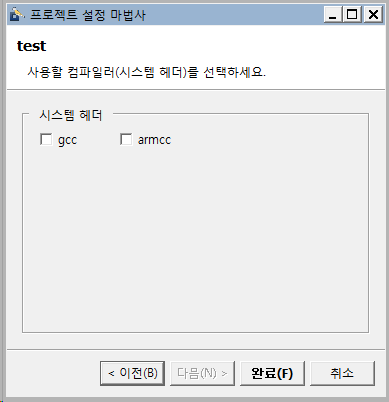 프로젝트 설정 마법사
test
사용할 컴파일러(시스템 헤더)를 선택하세요.
시스템 헤더
gcc armcc
< 이전(B) 다음(N) > 완료(F) 취소